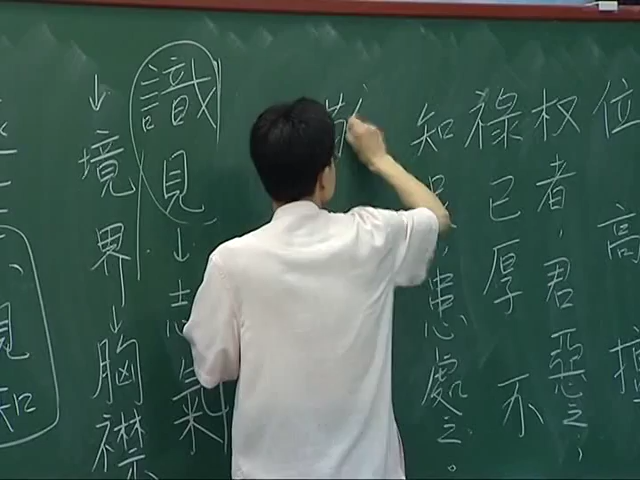 位高擅
权者,君惡之;
祿已厚不
知患處之。
識見↓志氣
↓境界↓胸襟
見